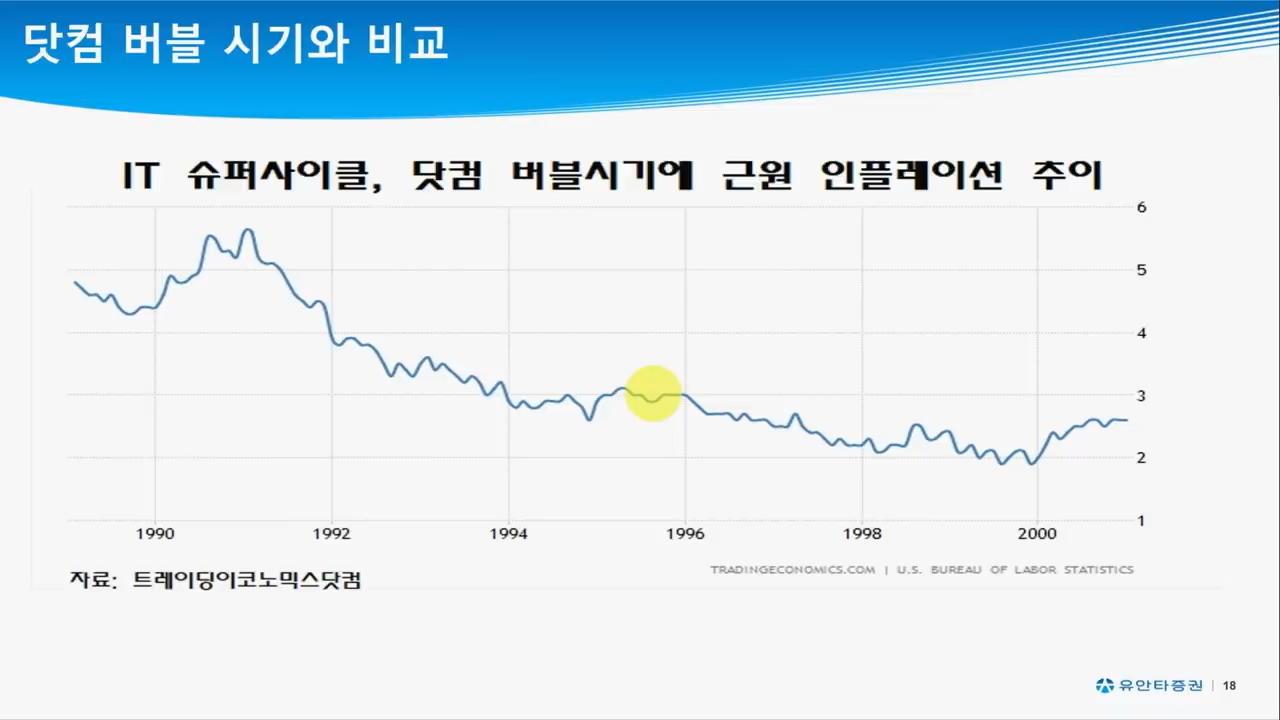 닷컴 버블 시기와 비교
IT 슈퍼사이클, 닷컴 버블시기에 근원 인플레이션 추이
6
5
4
3
2
1
1990 1992 1994 1996 1998 2000
TRADINGECONOMICS.COM | U.S. BUREAU OF LABOR STATISTICS
자료: 트레이딩이코노믹스닷컴
유안타증권 | 18